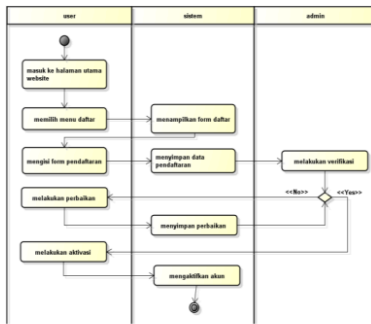 user
sistem
admin
masuk ke halaman utama
website
memilih menu daftar
menampilkan form daftar
mengisi form pendaftaran
menyimpan data
pendaftaran
melakukan verifikasi
melakukan perbaikan
<<No>>
<<Yes>>
menyimpan perbaikan
melakukan aktivasi
mengaktifkan akun